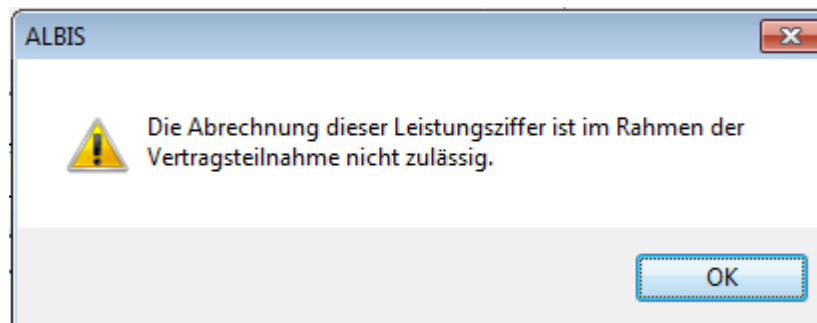 ALBIS
Die Abrechnung dieser Leistungsziffer ist im Rahmen der
Vertragsteilnahme nicht zulässig.
OK